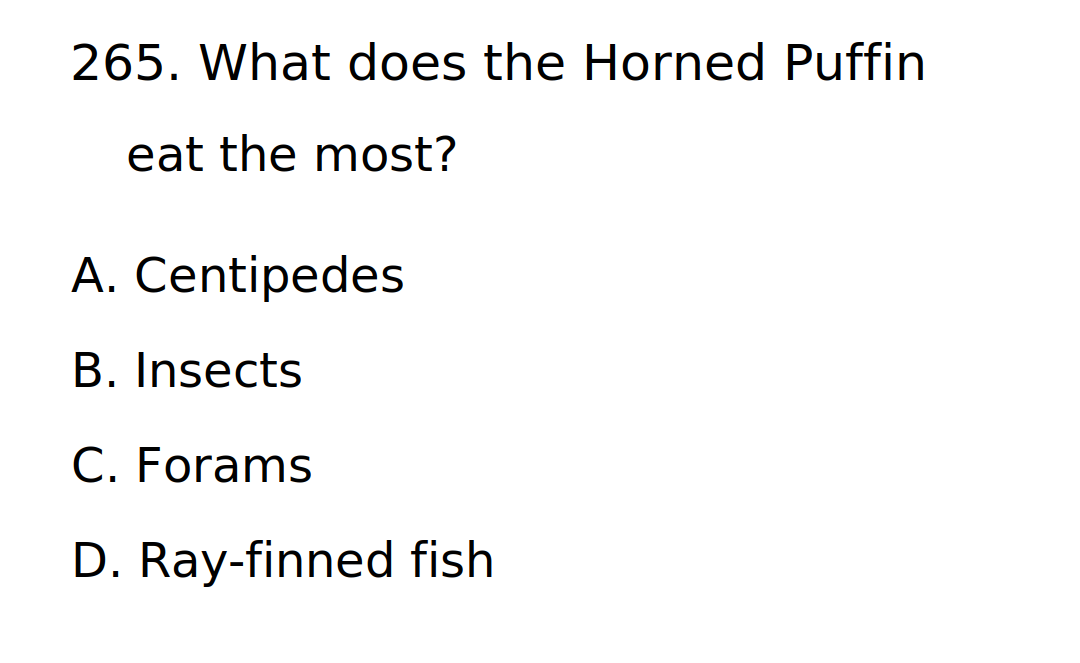 265. What does the Horned Puffin
eat the most?
A. Centipedes
B. Insects
C. Forams
D. Ray-finned fish